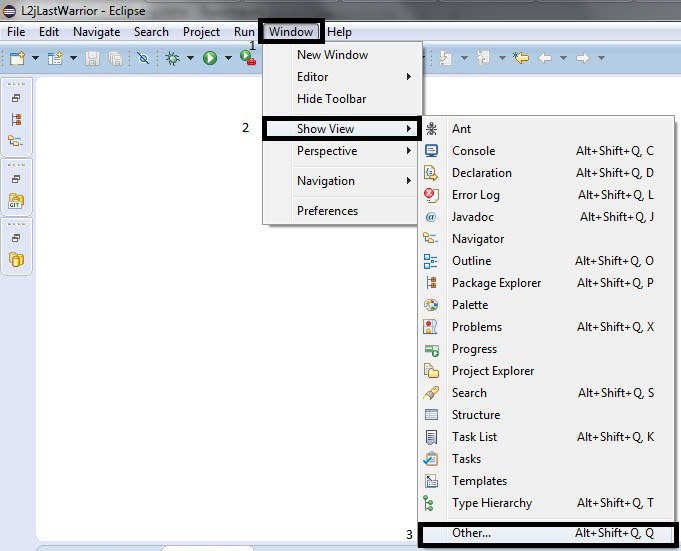 L2jLastWarrior - Eclipse
File Edit Navigate Search Project Run Window Help
1
New Window
Editor
Hide Toolbar
2 Show View
Perspective
Navigation
Preferences
Ant
Console Alt+Shift+Q, C
Declaration Alt+Shift+Q, D
Error Log Alt+Shift+Q, L
@ Javadoc Alt+Shift+Q, J
Navigator
Outline Alt+Shift+Q, O
Package Explorer Alt+Shift+Q, P
Palette
Problems Alt+Shift+Q, X
Progress
Project Explorer
Search Alt+Shift+Q, S
Structure
Task List Alt+Shift+Q, K
Tasks
Templates
Type Hierarchy Alt+Shift+Q, T
3 Other... Alt+Shift+Q, Q
GIT